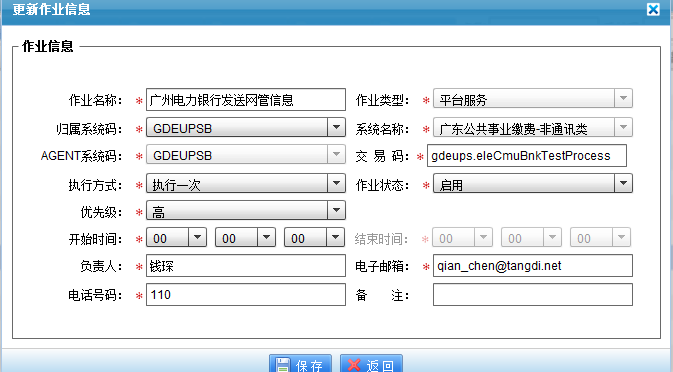 更新作业信息
作业信息
作业名称： * 广州电力银行发送网管信息 作业类型： * 平台服务
归属系统码： * GDEUPSB 系统名称： * 广东公共事业缴费-非通讯类
AGENT系统码： * GDEUPSB 交 易 码： * gdeups.eleCmuBnkTestProcess
执行方式： * 执行一次 作业状态： * 启用
优先级： * 高
开始时间： * 00 00 00 结束时间： * 00 00 00
负责人： * 钱琛 电子邮箱： * qian_chen@tangdi.net
电话号码： * 110 备 注：
保存 返回